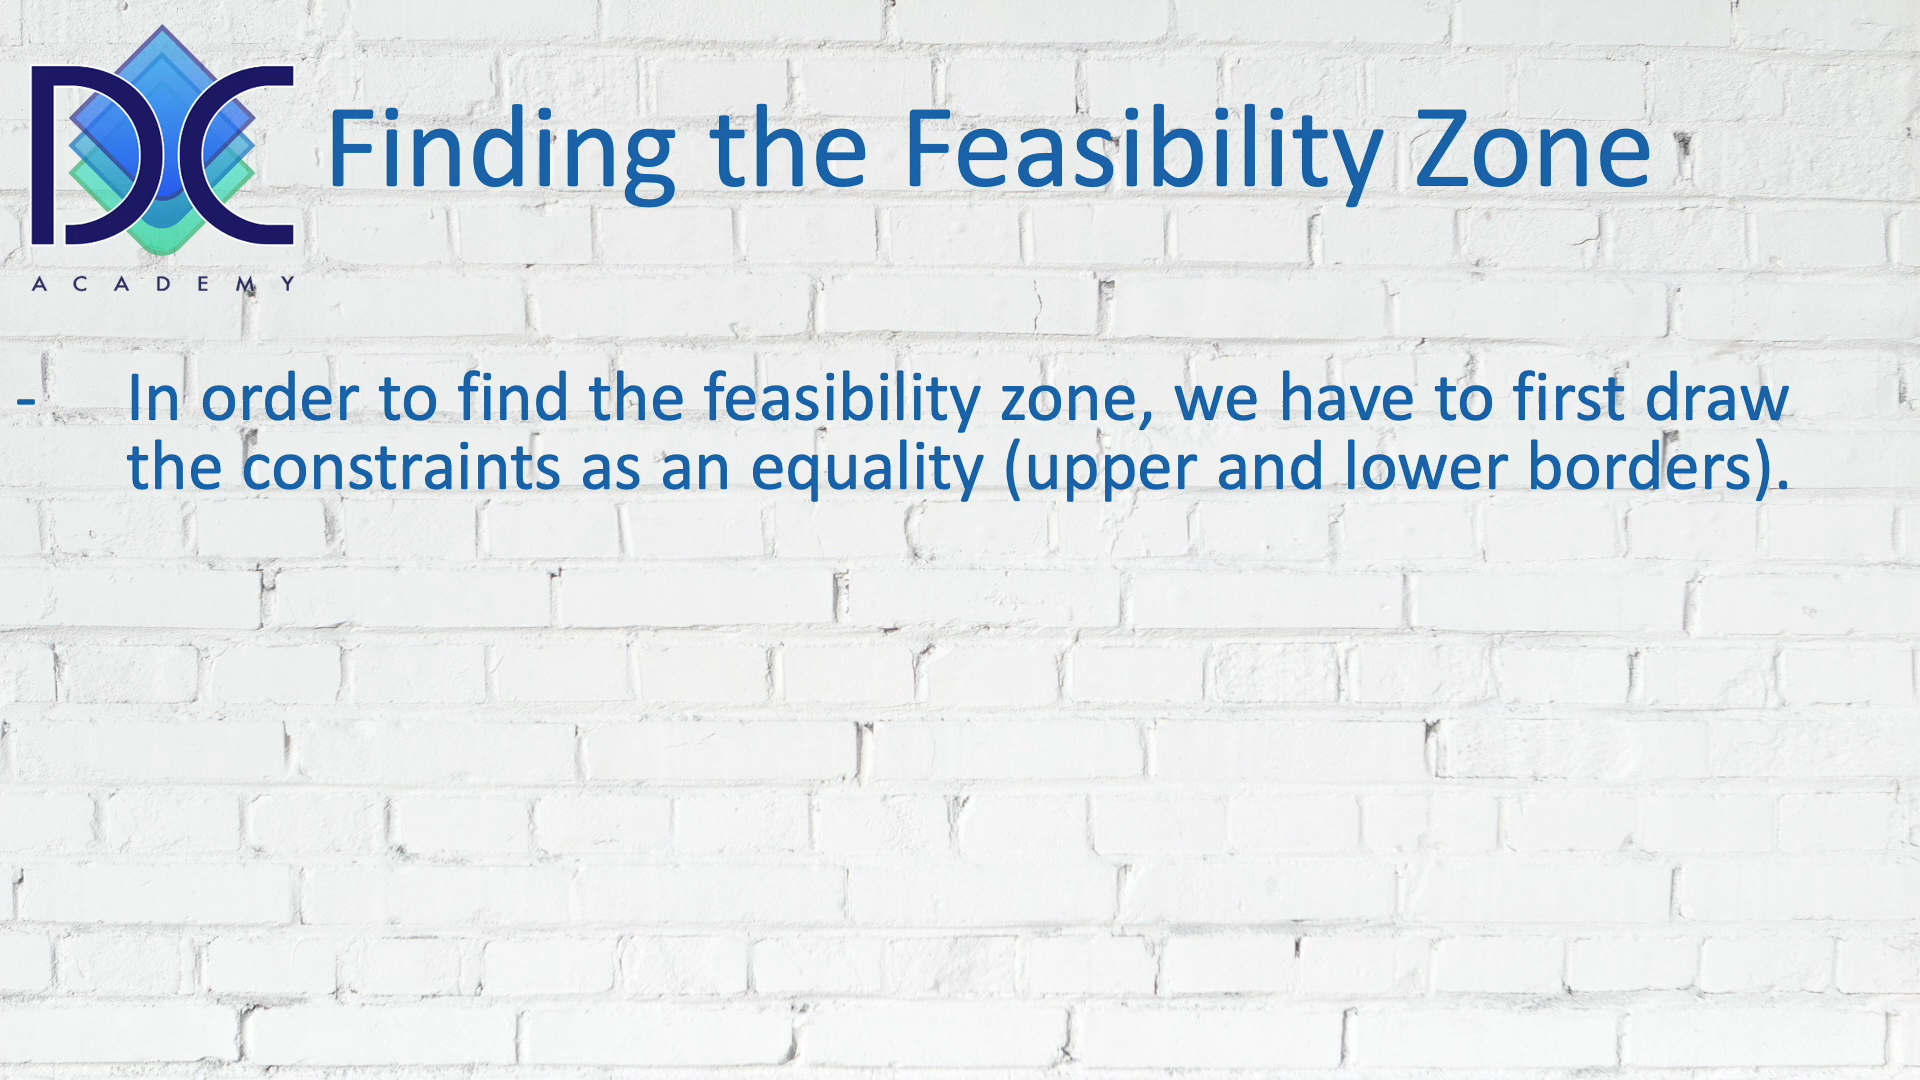 DC
ACADEMY
Finding the Feasibility Zone
- In order to find the feasibility zone, we have to first draw
the constraints as an equality (upper and lower borders).